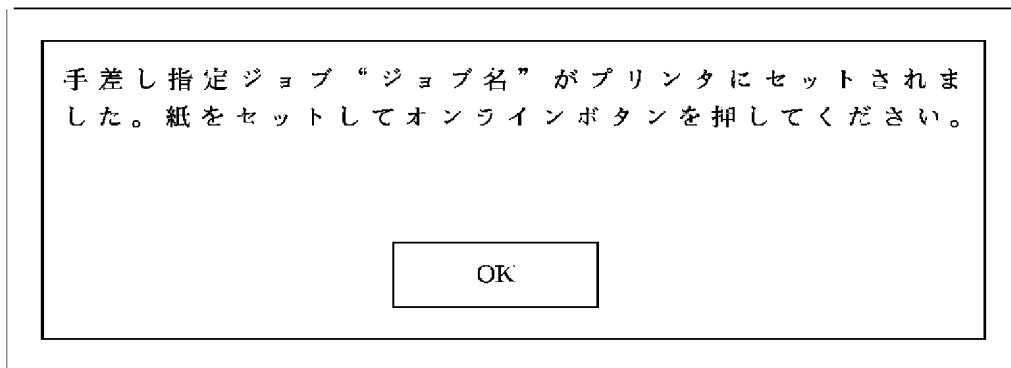 手差し指定ジョブ“ジョブ名”がプリンタにセットされま
した。紙をセットしてオンラインボタンを押してください。
OK